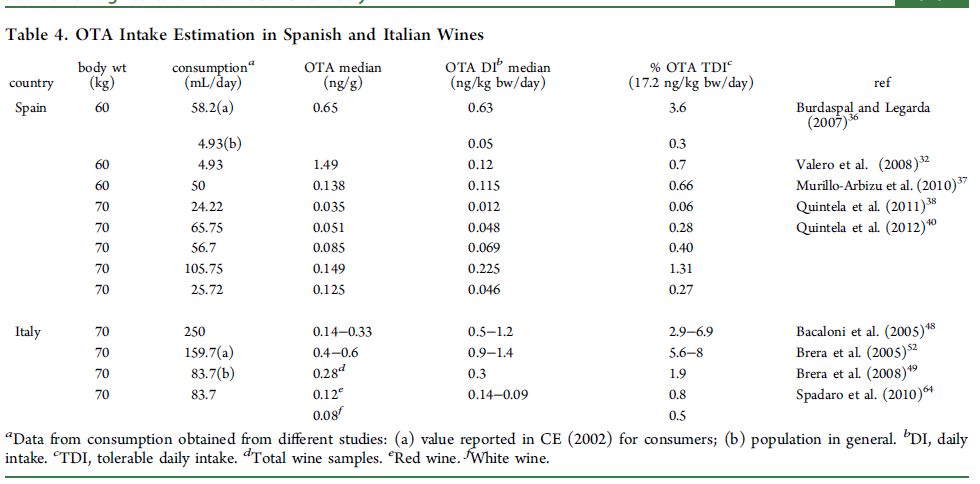 Table 4. OTA Intake Estimation in Spanish and Italian Wines
country body wt (kg) consumptionᵃ (mL/day) OTA median (ng/g) OTA DIᵇ median (ng/kg bw/day) % OTA TDIᶜ (17.2 ng/kg bw/day) ref
Spain 60 58.2(a) 0.65 0.63 3.6 Burdaspal and Legarda (2007)³⁶
4.93(b) 0.05 0.3
60 4.93 1.49 0.12 0.7 Valero et al. (2008)³²
60 50 0.138 0.115 0.66 Murillo-Arbizu et al. (2010)³⁷
70 24.22 0.035 0.012 0.06 Quintela et al. (2011)³⁸
70 65.75 0.051 0.048 0.28 Quintela et al. (2012)⁴⁰
70 56.7 0.085 0.069 0.40
70 105.75 0.149 0.225 1.31
70 25.72 0.125 0.046 0.27
Italy 70 250 0.14–0.33 0.5–1.2 2.9–6.9 Bacaloni et al. (2005)⁴⁸
70 159.7(a) 0.4–0.6 0.9–1.4 5.6–8 Brera et al. (2005)⁵²
70 83.7(b) 0.28ᵈ 0.3 1.9 Brera et al. (2008)⁴⁹
70 83.7 0.12ᵉ 0.14–0.09 0.8 Spadaro et al. (2010)⁶⁴
0.08ᶠ 0.5
ᵃData from consumption obtained from different studies: (a) value reported in CE (2002) for consumers; (b) population in general. ᵇDI, daily
intake. ᶜTDI, tolerable daily intake. ᵈTotal wine samples. ᵉRed wine. ᶠWhite wine.